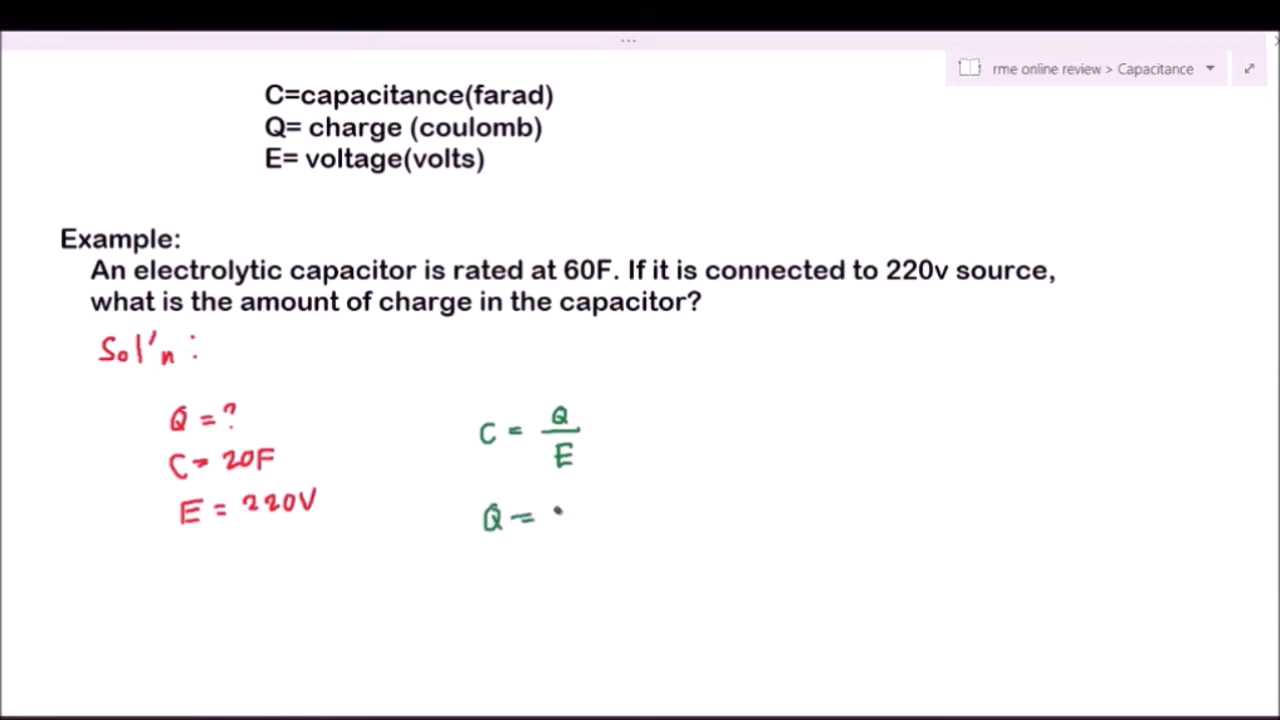 rme online review > Capacitance
C=capacitance(farad)
Q= charge (coulomb)
E= voltage(volts)
Example:
An electrolytic capacitor is rated at 60F. If it is connected to 220v source,
what is the amount of charge in the capacitor?
Sol'n :
Q = ?
C = 20F
E = 220V
C = Q / E
Q =